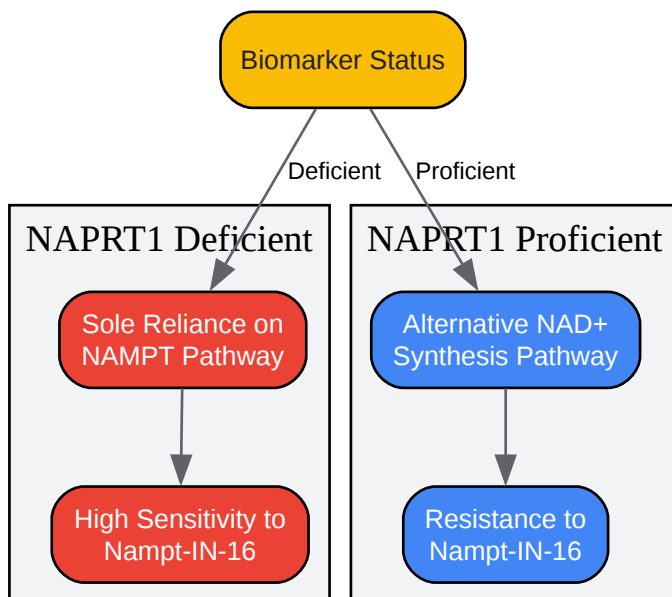 Biomarker Status
Deficient
Proficient
NAPRT1 Deficient
Sole Reliance on
NAMPT Pathway
High Sensitivity to
Nampt-IN-16
NAPRT1 Proficient
Alternative NAD+
Synthesis Pathway
Resistance to
Nampt-IN-16